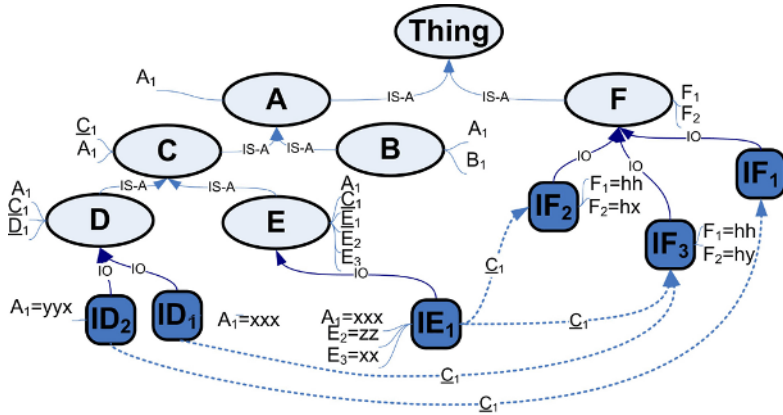 Thing
A₁
A
IS-A
IS-A
F
F₁
F₂
C₁
A₁
C
IS-A
IS-A
B
A₁
B₁
IO
IO
IO
IF₁
A₁
C₁
D₁
D
IS-A
IS-A
E
A₁
C₁
E₁
E₂
E₃
IF₂
F₁=hh
F₂=hx
IF₃
F₁=hh
F₂=hy
IO
IO
IO
C₁
A₁=yyx
ID₂
ID₁
A₁=xxx
A₁=xxx
E₂=zz
E₃=xx
IE₁
C₁
C₁
C₁